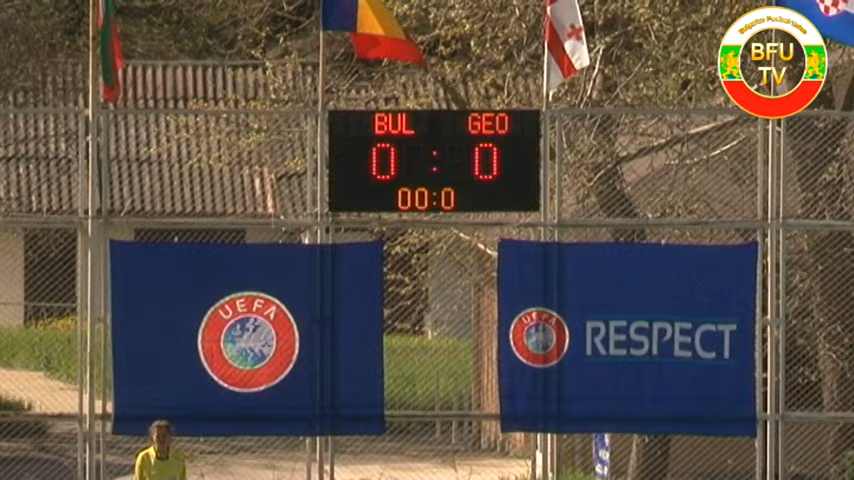 BUL GEO
0 : 0
00:0
BFU
TV
UEFA
UEFA
RESPECT